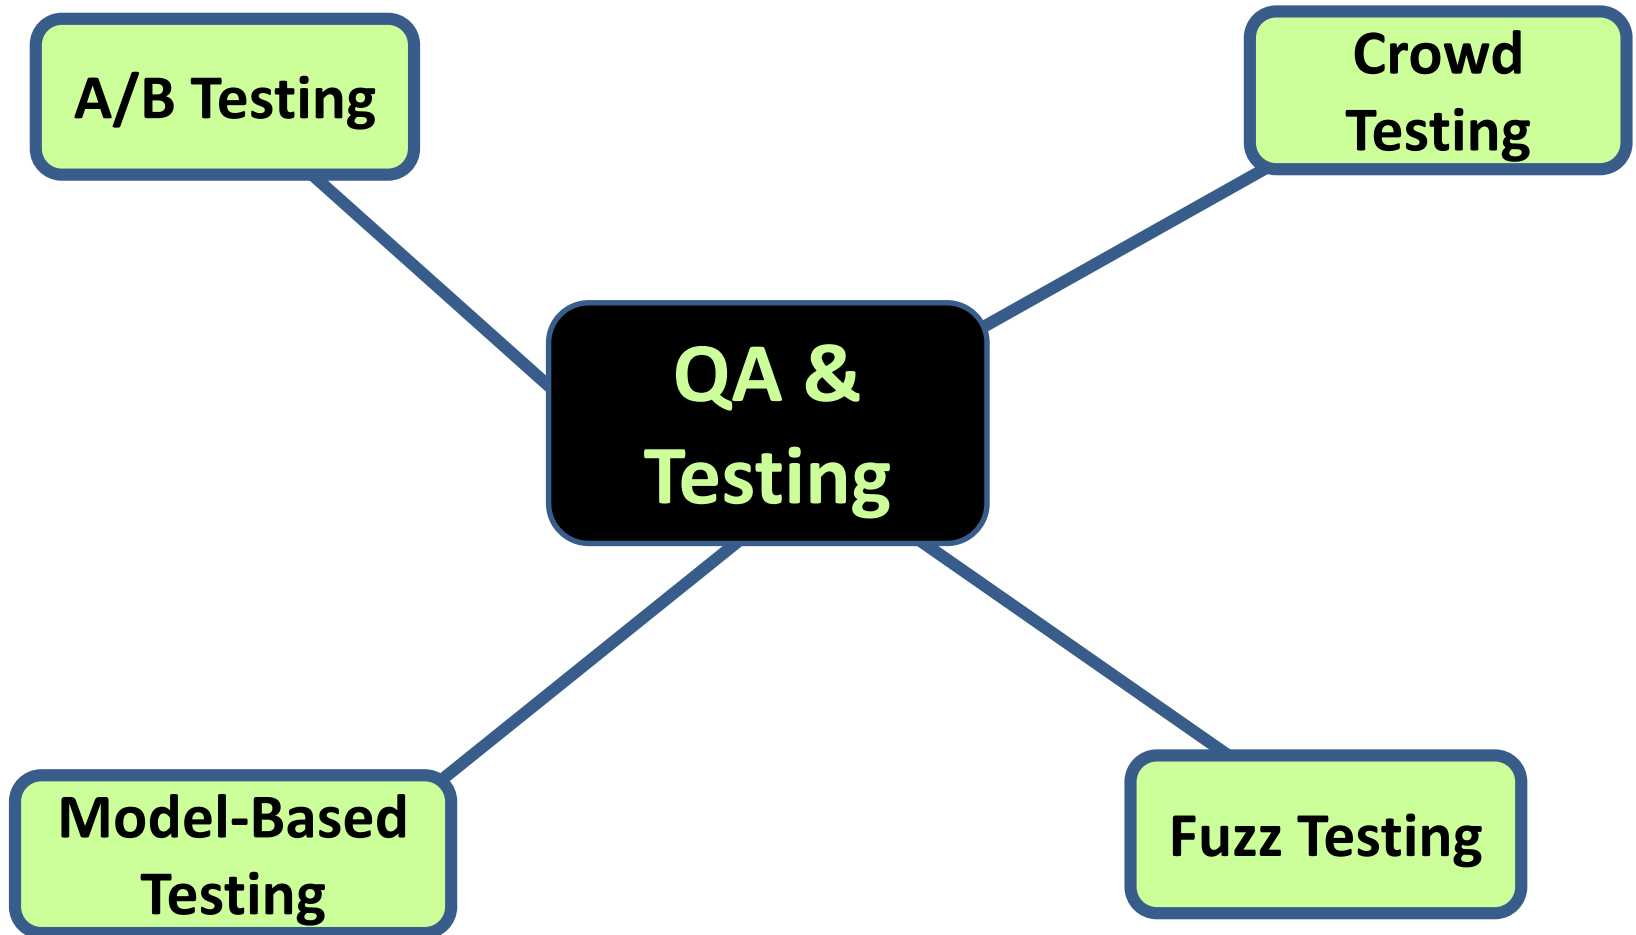 A/B Testing
Crowd
Testing
QA &
Testing
Model-Based
Testing
Fuzz Testing